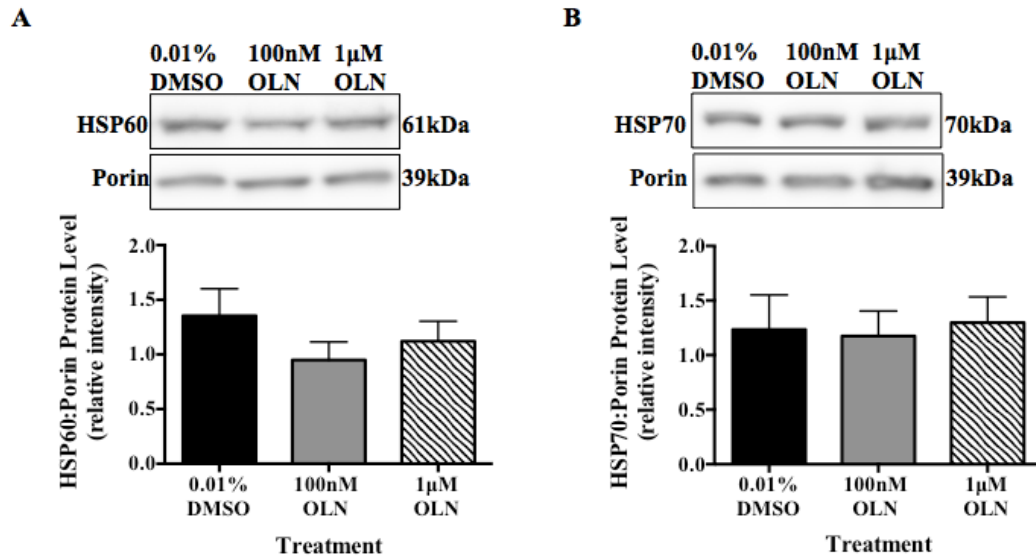 A
0.01% 100nM 1µM
DMSO OLN OLN
HSP60 61kDa
Porin 39kDa
HSP60:Porin Protein Level
(relative intensity)
2.0
1.5
1.0
0.5
0.0
0.01% 100nM 1µM
DMSO OLN OLN
Treatment
B
0.01% 100nM 1µM
DMSO OLN OLN
HSP70 70kDa
Porin 39kDa
HSP70:Porin Protein Level
(relative intensity)
2.0
1.5
1.0
0.5
0.0
0.01% 100nM 1µM
DMSO OLN OLN
Treatment